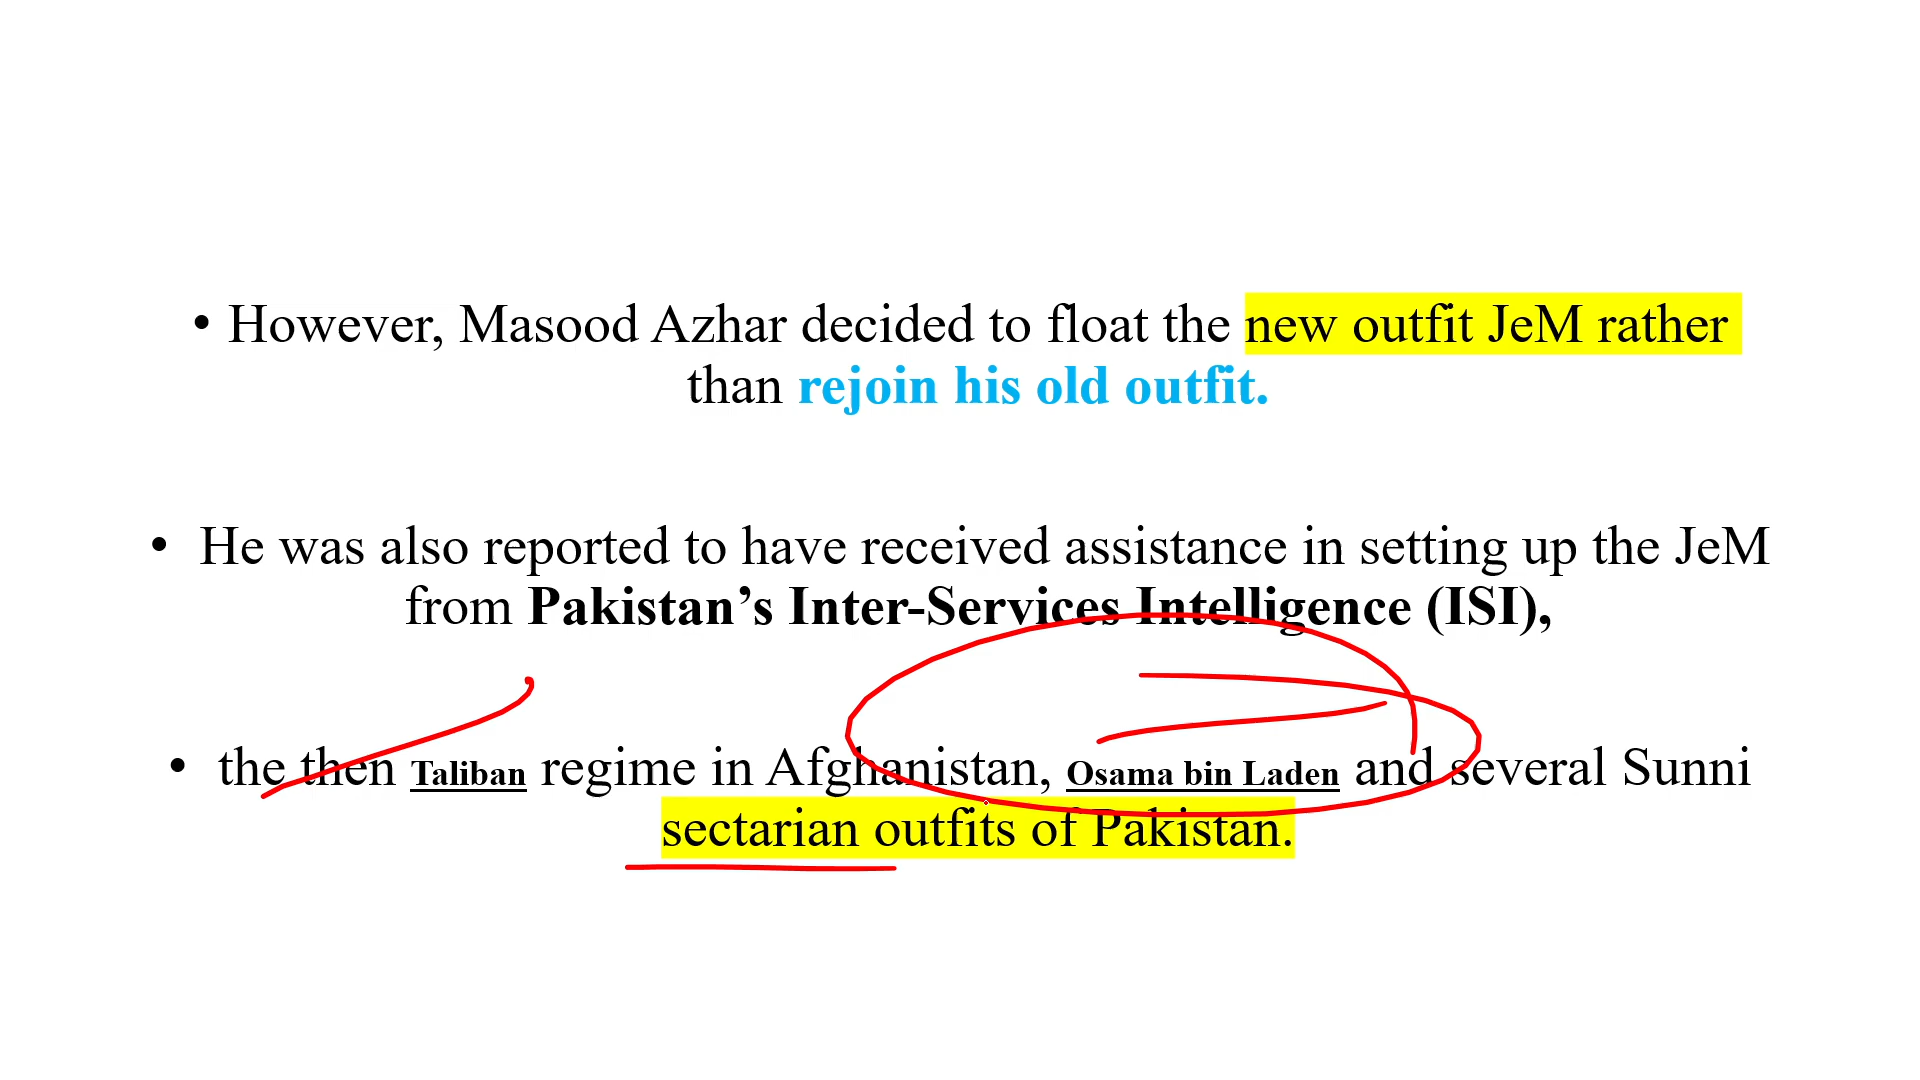 • However, Masood Azhar decided to float the new outfit JeM rather
than rejoin his old outfit.
• He was also reported to have received assistance in setting up the JeM
from Pakistan’s Inter-Services Intelligence (ISI),
• the then Taliban regime in Afghanistan, Osama bin Laden and several Sunni
sectarian outfits of Pakistan.